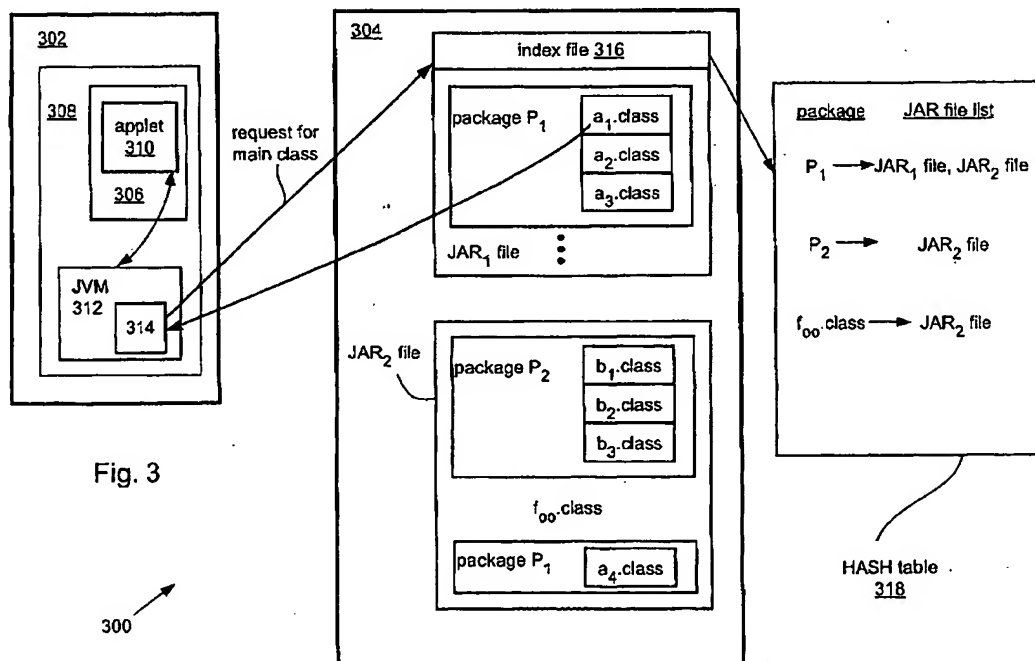 302
308
applet
310
306
JVM
312
314
request for
main class
Fig. 3
300
304
index file 316
package P1
a1.class
a2.class
a3.class
JAR1 file
JAR2 file
package P2
b1.class
b2.class
b3.class
foo.class
package P1
a4.class
package JAR file list
P1 JAR1 file, JAR2 file
P2 JAR2 file
foo.class JAR2 file
HASH table
318